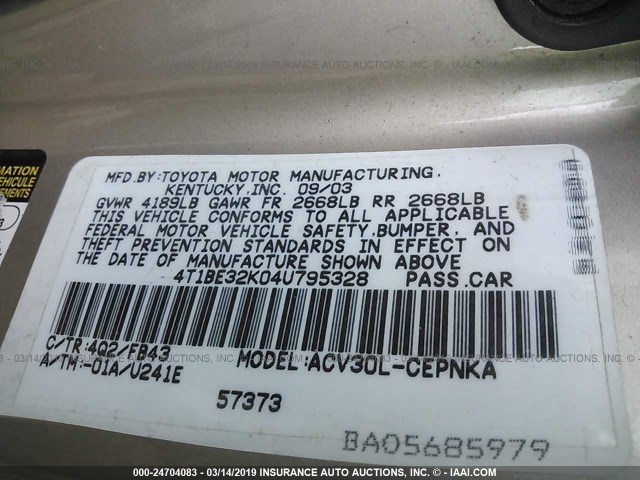 MATION
VEHICULE
EMENTS
MFD.BY:TOYOTA MOTOR MANUFACTURING,
KENTUCKY,INC. 09/03
GVWR 4189LB GAWR FR 2668LB RR 2668LB
THIS VEHICLE CONFORMS TO ALL APPLICABLE
FEDERAL MOTOR VEHICLE SAFETY,BUMPER, AND
THEFT PREVENTION STANDARDS IN EFFECT ON
THE DATE OF MANUFACTURE SHOWN ABOVE
4T1BE32K04U795328 PASS.CAR
C/TR:4Q2/FB43
A/TM:-01A/U241E
MODEL:ACV30L-CEPNKA
57373
BA05685979
000-24704083 - 03/14/2019 INSURANCE AUTO AUCTIONS, INC. - IAAI.COM